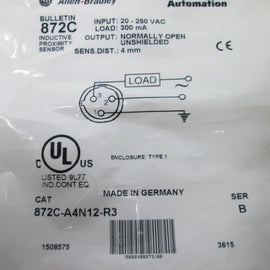 Allen-Bradley Automation
BULLETIN
872C
INDUCTIVE
PROXIMITY
SENSOR
INPUT: 20 - 250 VAC
LOAD: 300 mA
OUTPUT: NORMALLY OPEN
UNSHIELDED
SENS.DIST.: 4 mm
CE
LOAD
UL
LISTED 9L77
IND.CONT EQ.
ENCLOSURE: TYPE 1
MADE IN GERMANY
CAT
872C-A4N12-R3
SER
B
1508575
3615